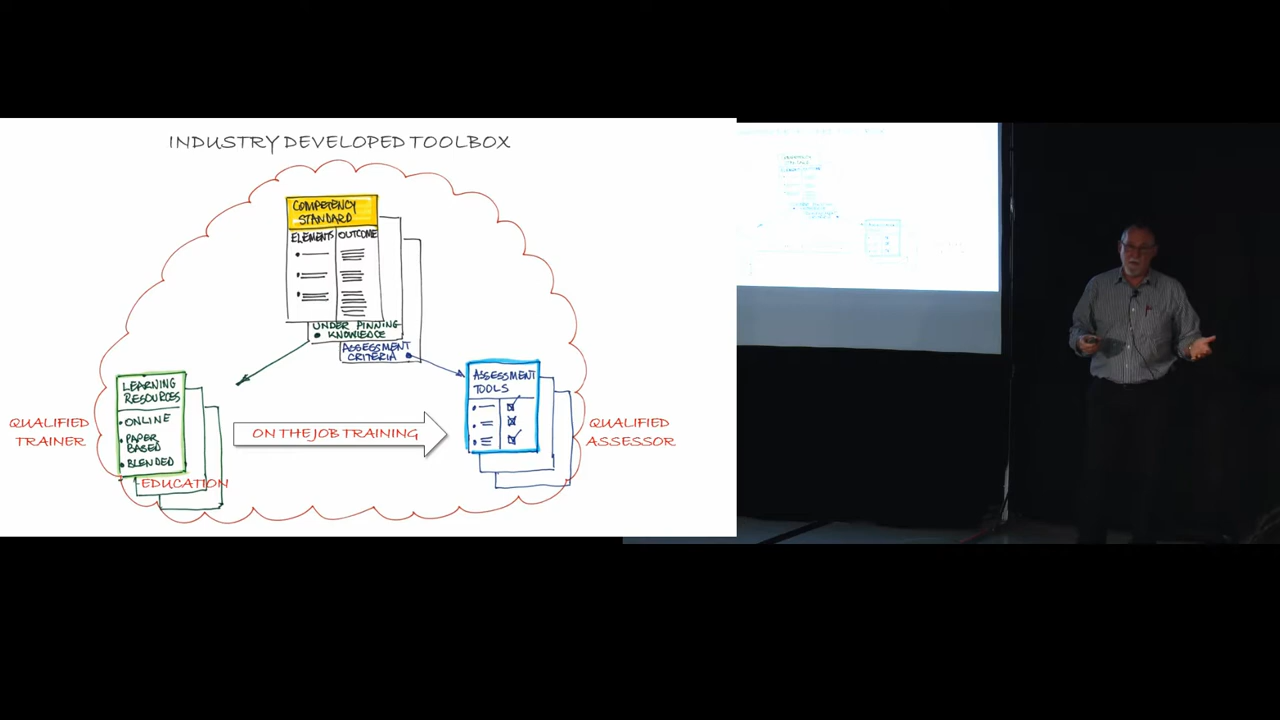 INDUSTRY DEVELOPED TOOLBOX
COMPETENCY
STANDARD
ELEMENTS OUTCOME
UNDER PINNING
• KNOWLEDGE
ASSESSMENT
CRITERIA
LEARNING
RESOURCES
• ONLINE
• PAPER
BASED
• BLENDED
EDUCATION
QUALIFIED
TRAINER
ON THE JOB TRAINING
ASSESSMENT
TOOLS
QUALIFIED
ASSESSOR